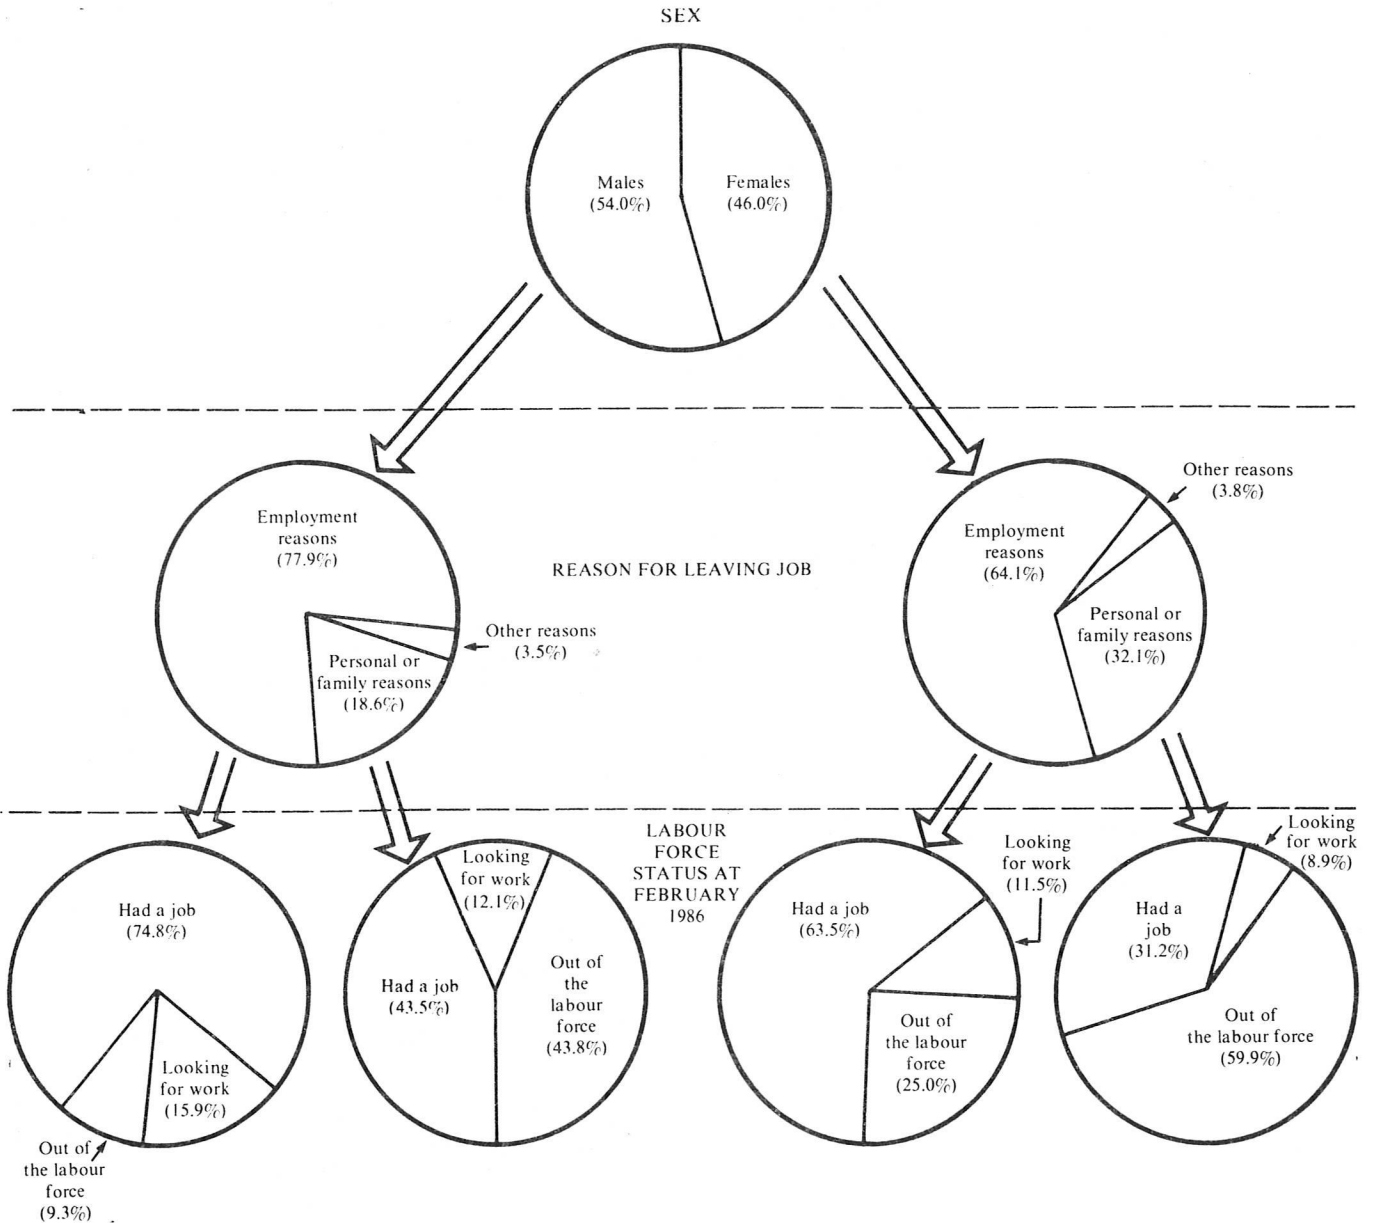 SEX
Males
(54.0%)
Females
(46.0%)
Employment
reasons
(77.9%)
Other reasons
(3.5%)
Personal or
family reasons
(18.6%)
REASON FOR LEAVING JOB
Other reasons
(3.8%)
Employment
reasons
(64.1%)
Personal or
family reasons
(32.1%)
LABOUR
FORCE
STATUS AT
FEBRUARY
1986
Had a job
(74.8%)
Looking
for work
(15.9%)
Out of
the labour
force
(9.3%)
Looking
for work
(12.1%)
Had a job
(43.5%)
Out of
the
labour
force
(43.8%)
Looking
for work
(11.5%)
Had a job
(63.5%)
Out of
the labour
force
(25.0%)
Looking
for work
(8.9%)
Had a
job
(31.2%)
Out of
the labour force
(59.9%)